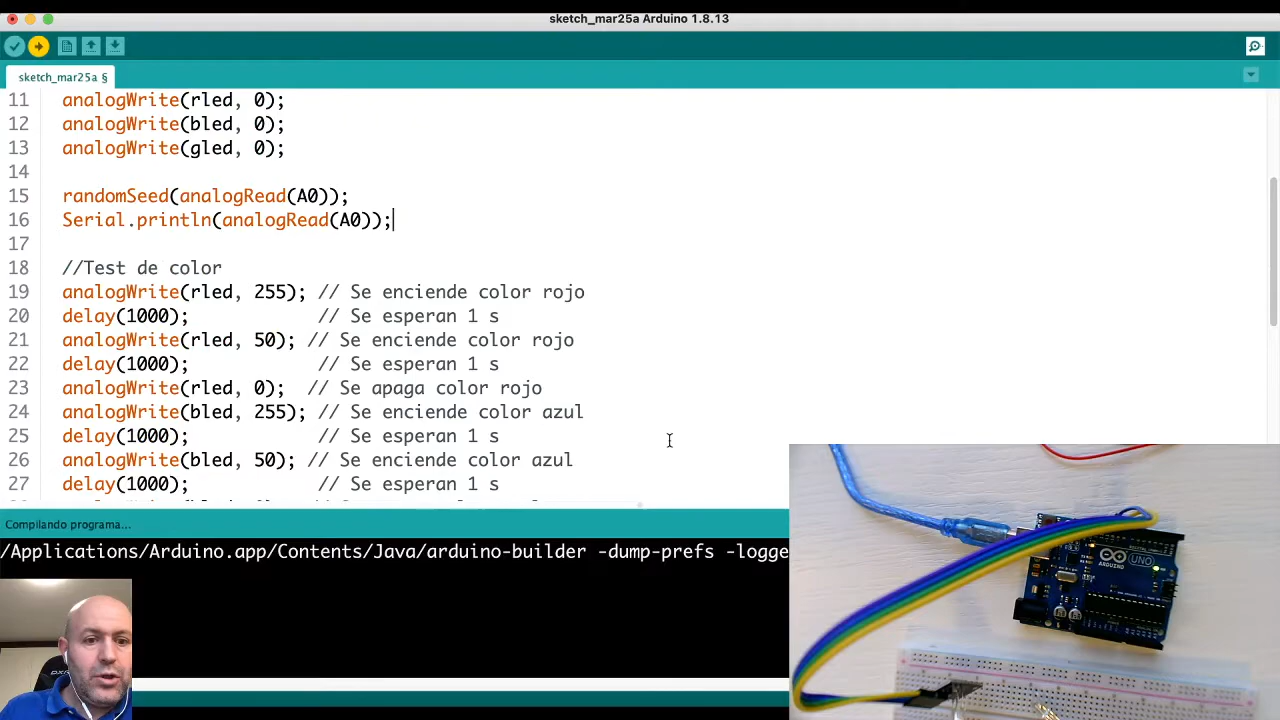 sketch_mar25a Arduino 1.8.13
sketch_mar25a §
11 analogWrite(rled, 0);
12 analogWrite(bled, 0);
13 analogWrite(gled, 0);
14
15 randomSeed(analogRead(A0));
16 Serial.println(analogRead(A0));
17
18 //Test de color
19 analogWrite(rled, 255); // Se enciende color rojo
20 delay(1000); // Se esperan 1 s
21 analogWrite(rled, 50); // Se enciende color rojo
22 delay(1000); // Se esperan 1 s
23 analogWrite(rled, 0); // Se apaga color rojo
24 analogWrite(bled, 255); // Se enciende color azul
25 delay(1000); // Se esperan 1 s
26 analogWrite(bled, 50); // Se enciende color azul
27 delay(1000); // Se esperan 1 s
Compilando programa...
/Applications/Arduino.app/Contents/Java/arduino-builder -dump-prefs -logge
UNO
ARDUINO